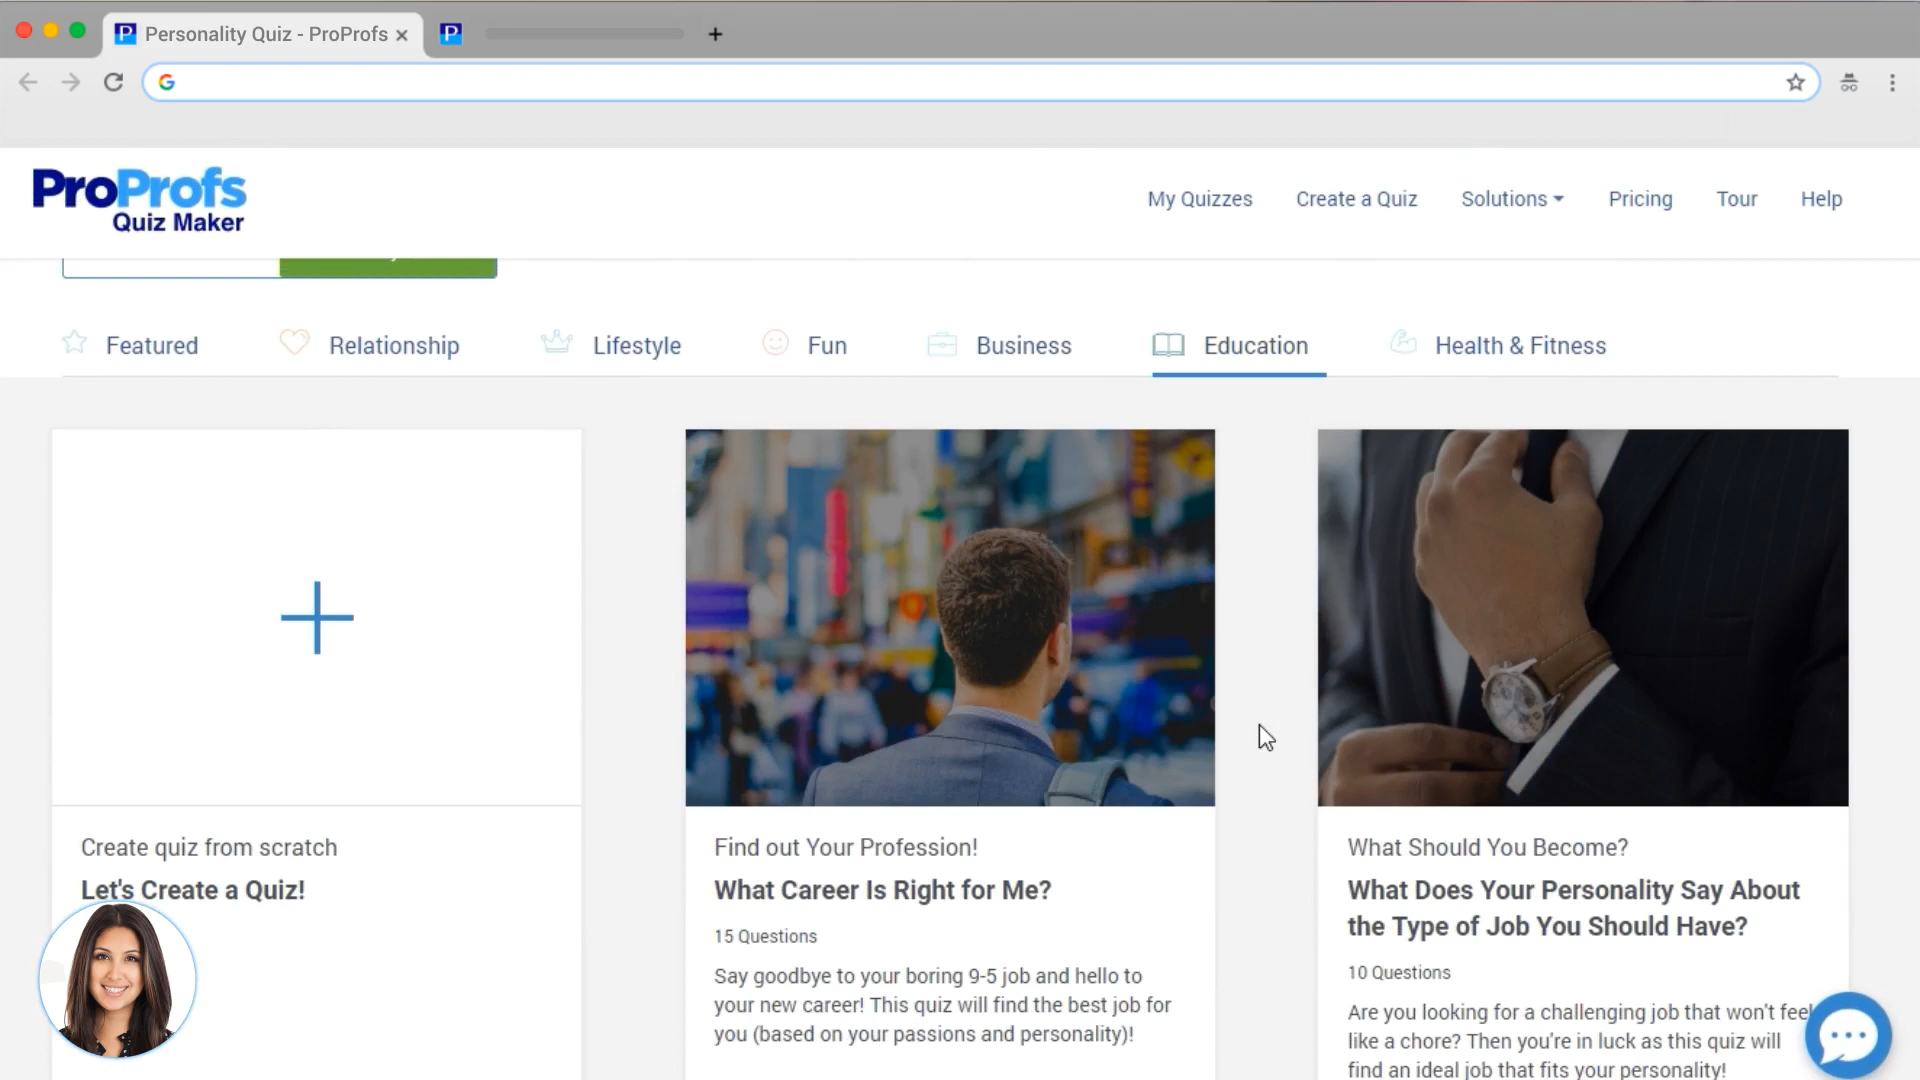 Personality Quiz - ProProfs
ProProfs
Quiz Maker
My Quizzes Create a Quiz Solutions Pricing Tour Help
Featured Relationship Lifestyle Fun Business Education Health & Fitness
Create quiz from scratch
Let's Create a Quiz!
Find out Your Profession!
What Career Is Right for Me?
15 Questions
Say goodbye to your boring 9-5 job and hello to
your new career! This quiz will find the best job for
you (based on your passions and personality)!
What Should You Become?
What Does Your Personality Say About
the Type of Job You Should Have?
10 Questions
Are you looking for a challenging job that won't feel
like a chore? Then you're in luck as this quiz will
find an ideal job that fits your personality!